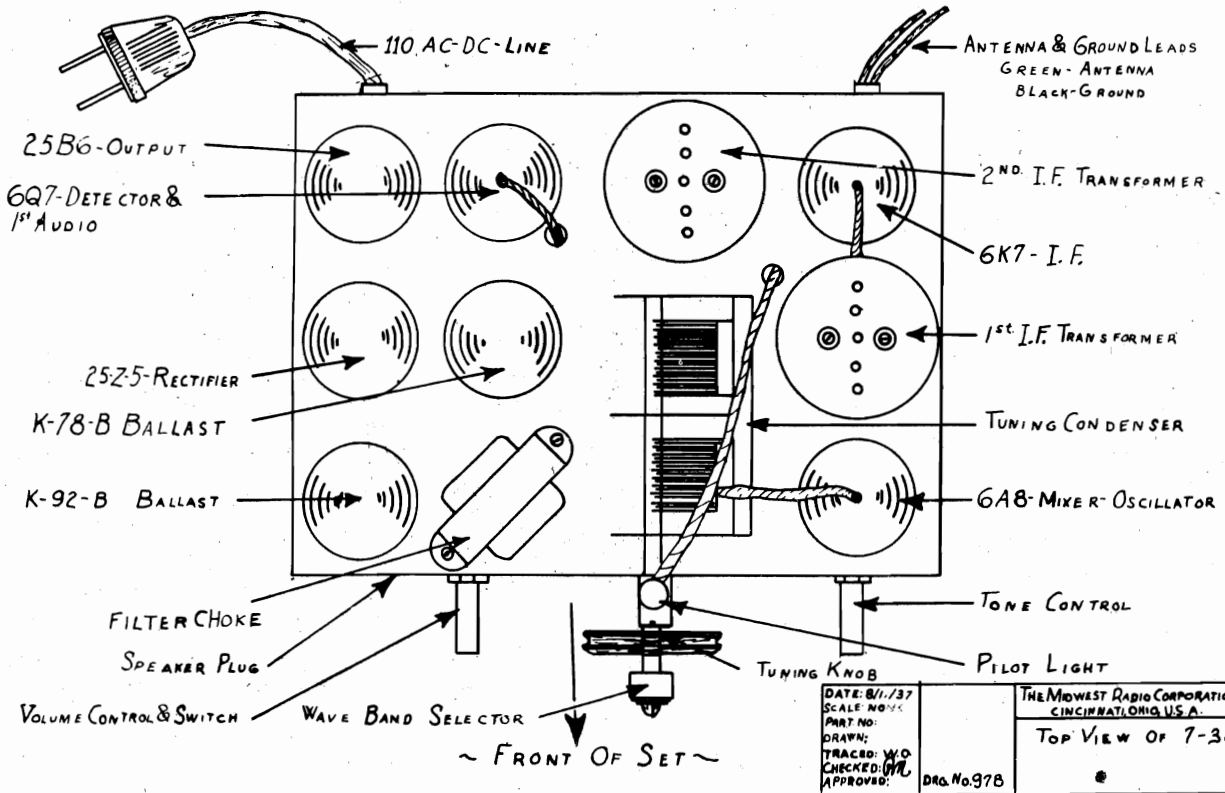 110 AC-DC-LINE
ANTENNA & GROUND LEADS
GREEN-ANTENNA
BLACK-GROUND
25B6-OUTPUT
6Q7-DETECTOR &
1st AUDIO
2ND. I.F. TRANSFORMER
6K7-I.F.
1st. I.F. TRANSFORMER
25Z5-RECTIFIER
K-78-B BALLAST
TUNING CONDENSER
K-92-B BALLAST
6A8-MIXER-OSCILLATOR
FILTER CHOKE
TONE CONTROL
SPEAKER PLUG
TUNING KNOB
PILOT LIGHT
VOLUME CONTROL & SWITCH
WAVE BAND SELECTOR
~ FRONT OF SET ~
DATE: 8/1./37
SCALE:
PART NO:
DRAWN:
TRACED: W.O.
CHECKED:
APPROVED:
DRG. NO. 978
THE MIDWEST RADIO CORPORATIO
CINCINNATI, OHIO, U.S.A.
TOP VIEW OF 7-3